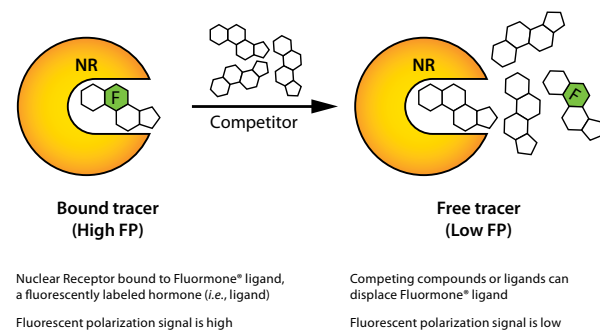 NR
F
Competitor
NR
F
Bound tracer
(High FP)
Free tracer
(Low FP)
Nuclear Receptor bound to Fluormone® ligand,
a fluorescently labeled hormone (i.e., ligand)
Fluorescent polarization signal is high
Competing compounds or ligands can
displace Fluormone® ligand
Fluorescent polarization signal is low